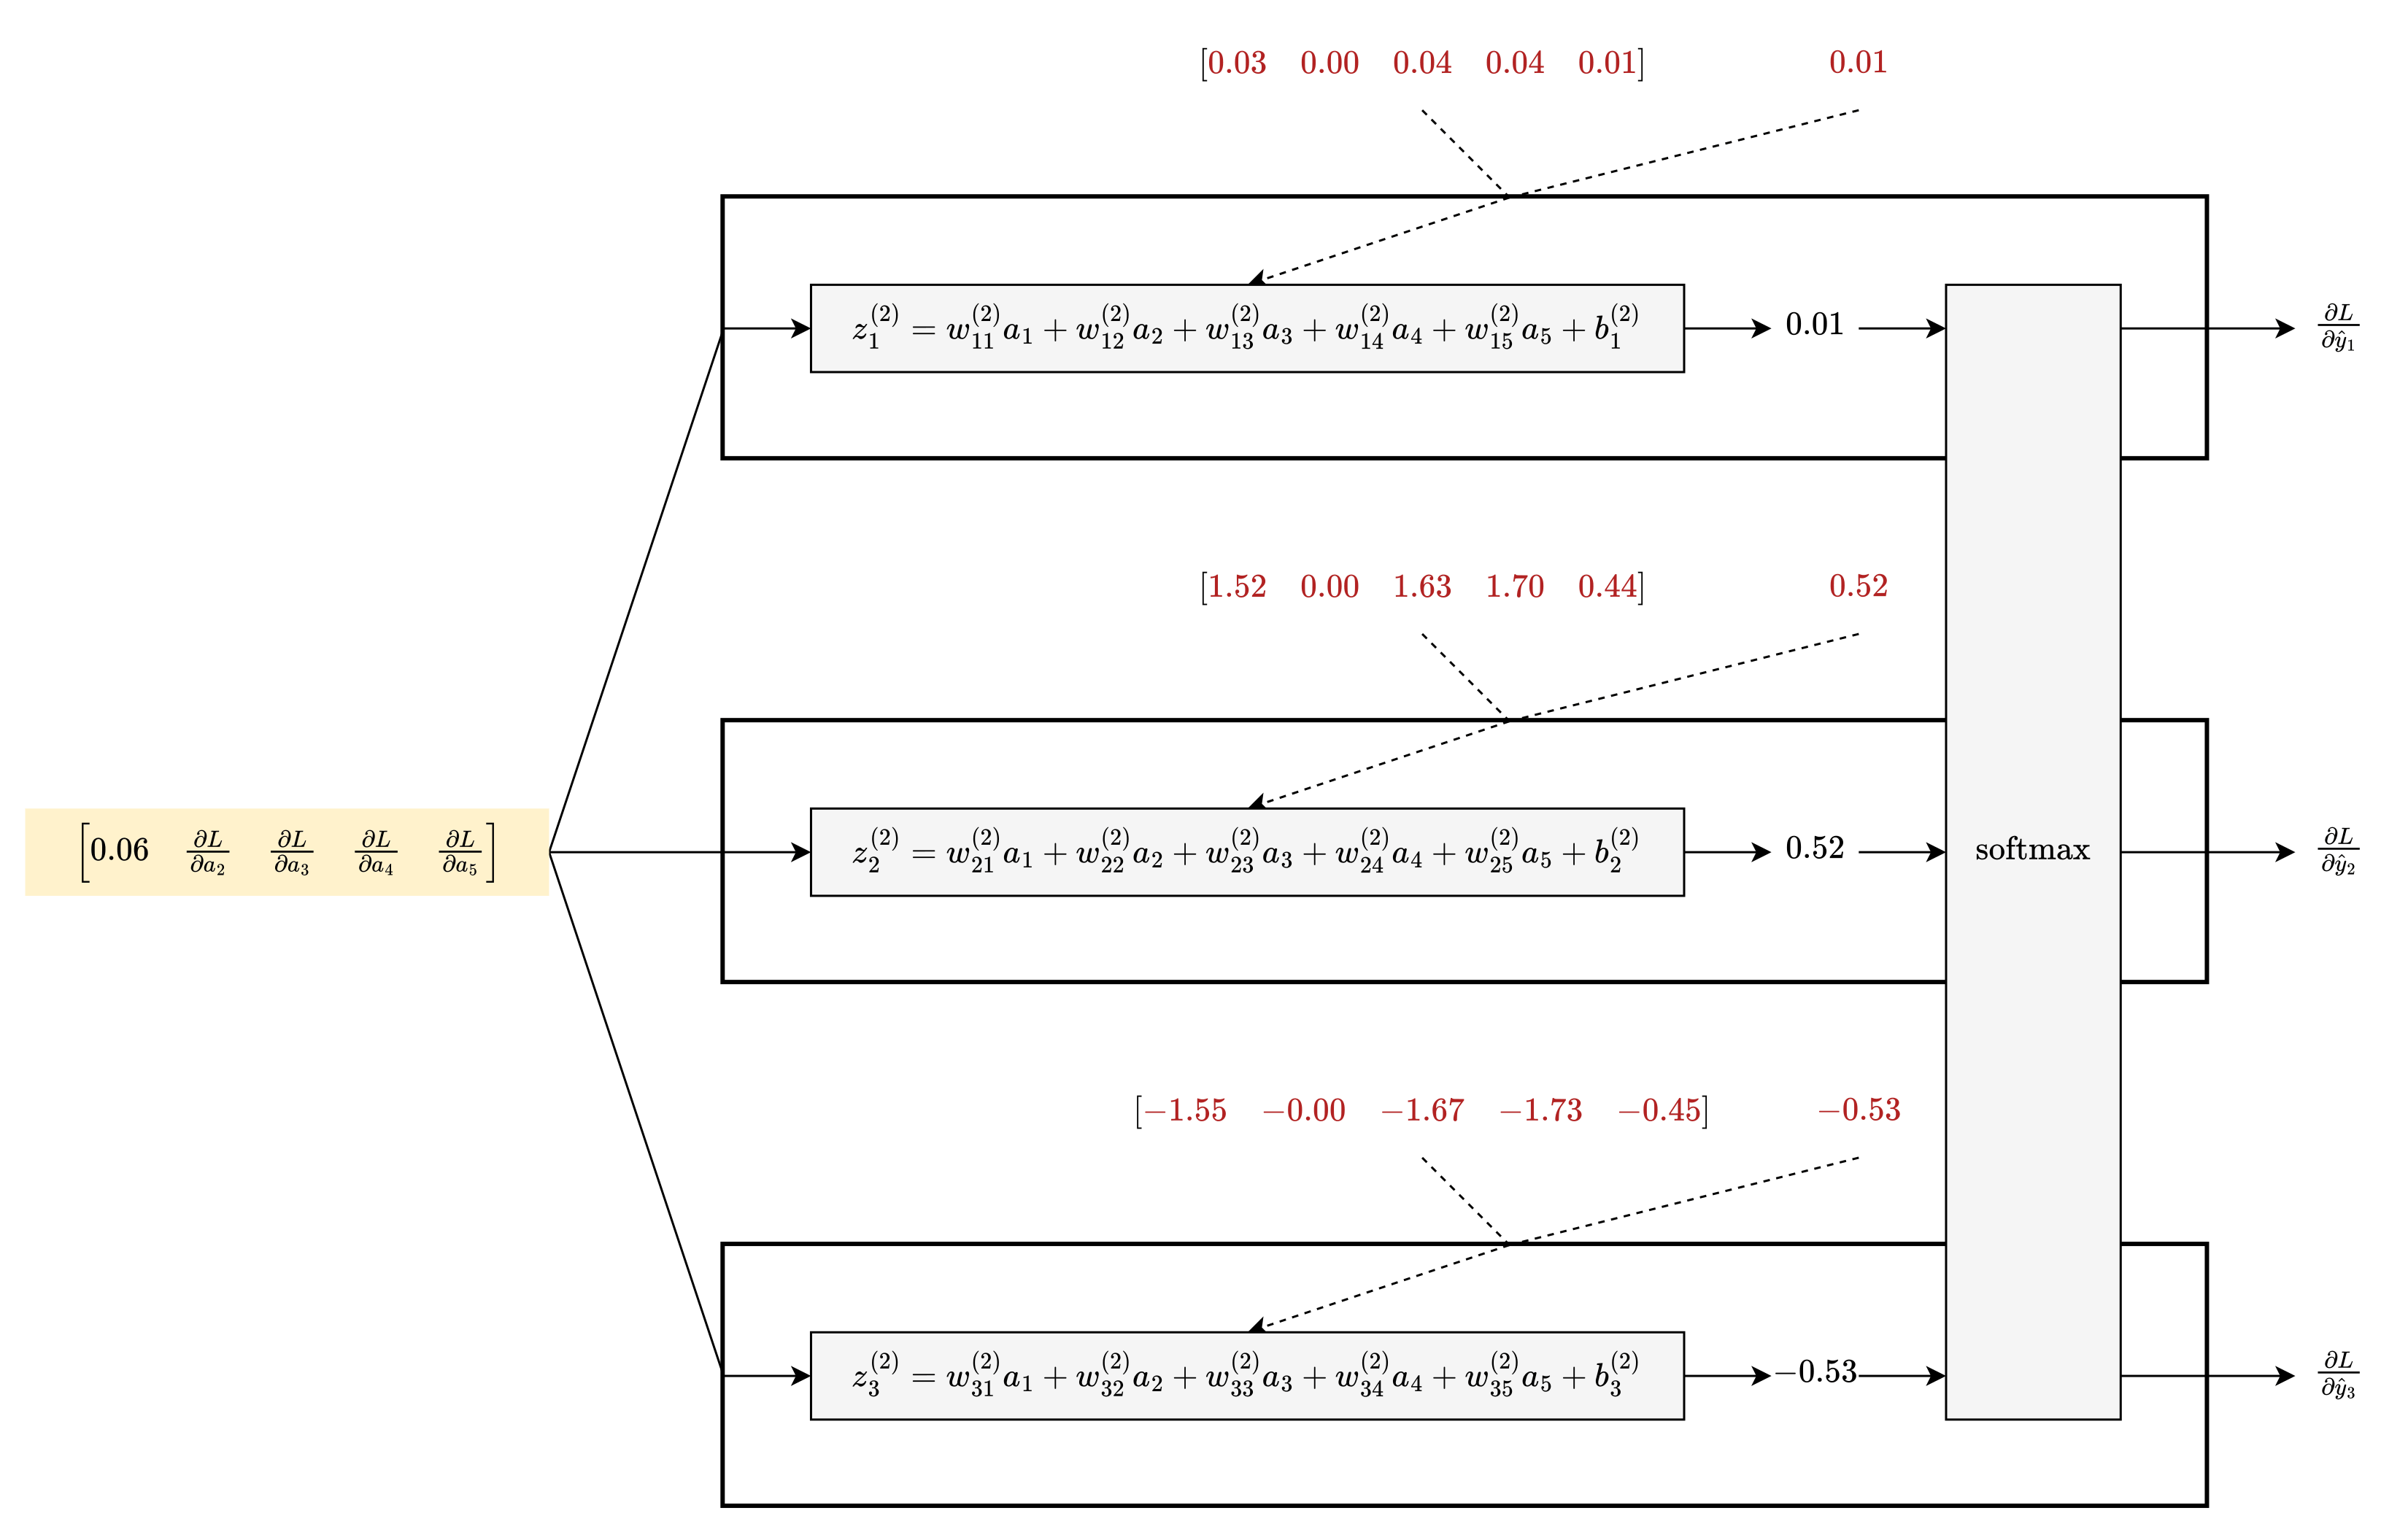 [0.03 0.00 0.04 0.04 0.01] 0.01
z_1^{(2)} = w_{11}^{(2)}a_1 + w_{12}^{(2)}a_2 + w_{13}^{(2)}a_3 + w_{14}^{(2)}a_4 + w_{15}^{(2)}a_5 + b_1^{(2)} 0.01 ∂L/∂ŷ_1
[1.52 0.00 1.63 1.70 0.44] 0.52
[0.06 ∂L/∂a_2 ∂L/∂a_3 ∂L/∂a_4 ∂L/∂a_5] z_2^{(2)} = w_{21}^{(2)}a_1 + w_{22}^{(2)}a_2 + w_{23}^{(2)}a_3 + w_{24}^{(2)}a_4 + w_{25}^{(2)}a_5 + b_2^{(2)} 0.52 softmax ∂L/∂ŷ_2
[−1.55 −0.00 −1.67 −1.73 −0.45] −0.53
z_3^{(2)} = w_{31}^{(2)}a_1 + w_{32}^{(2)}a_2 + w_{33}^{(2)}a_3 + w_{34}^{(2)}a_4 + w_{35}^{(2)}a_5 + b_3^{(2)} −0.53 ∂L/∂ŷ_3